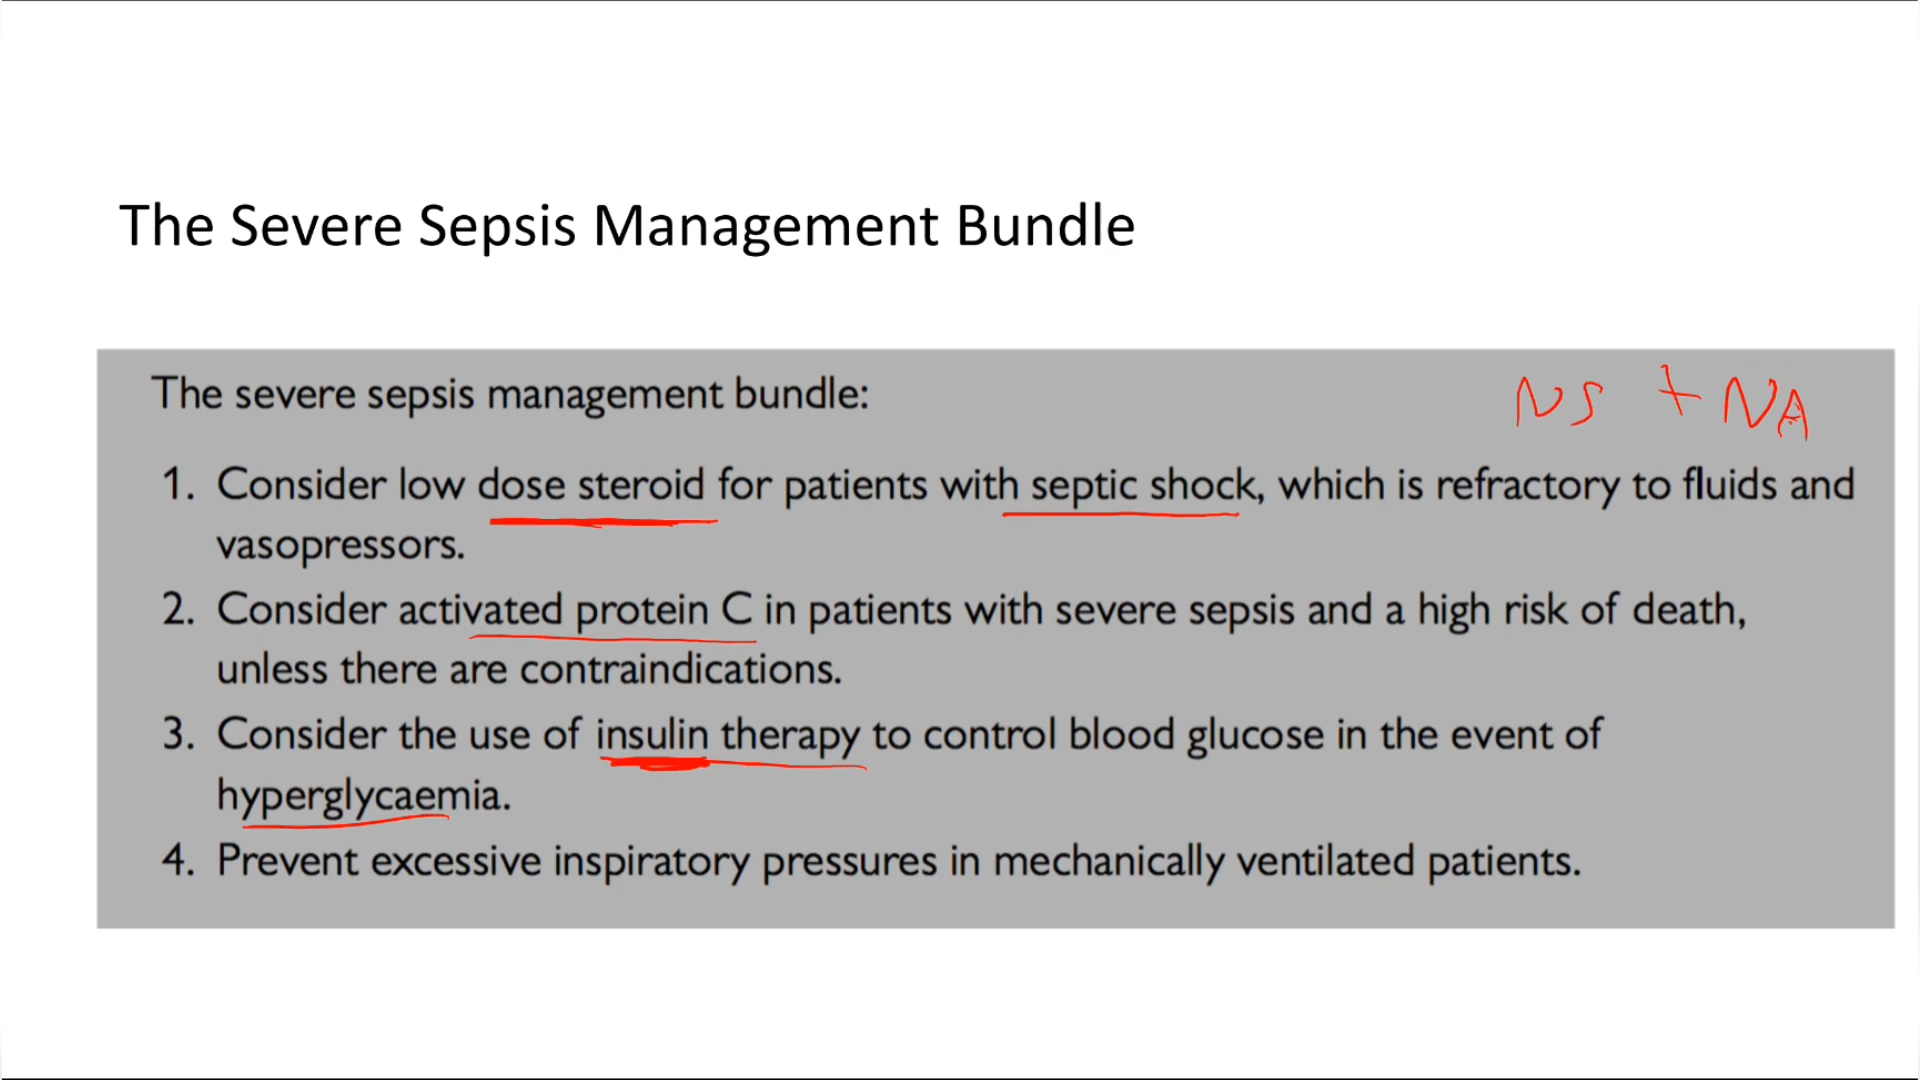 The Severe Sepsis Management Bundle
The severe sepsis management bundle:
NS + NA
1. Consider low dose steroid for patients with septic shock, which is refractory to fluids and
vasopressors.
2. Consider activated protein C in patients with severe sepsis and a high risk of death,
unless there are contraindications.
3. Consider the use of insulin therapy to control blood glucose in the event of
hyperglycaemia.
4. Prevent excessive inspiratory pressures in mechanically ventilated patients.